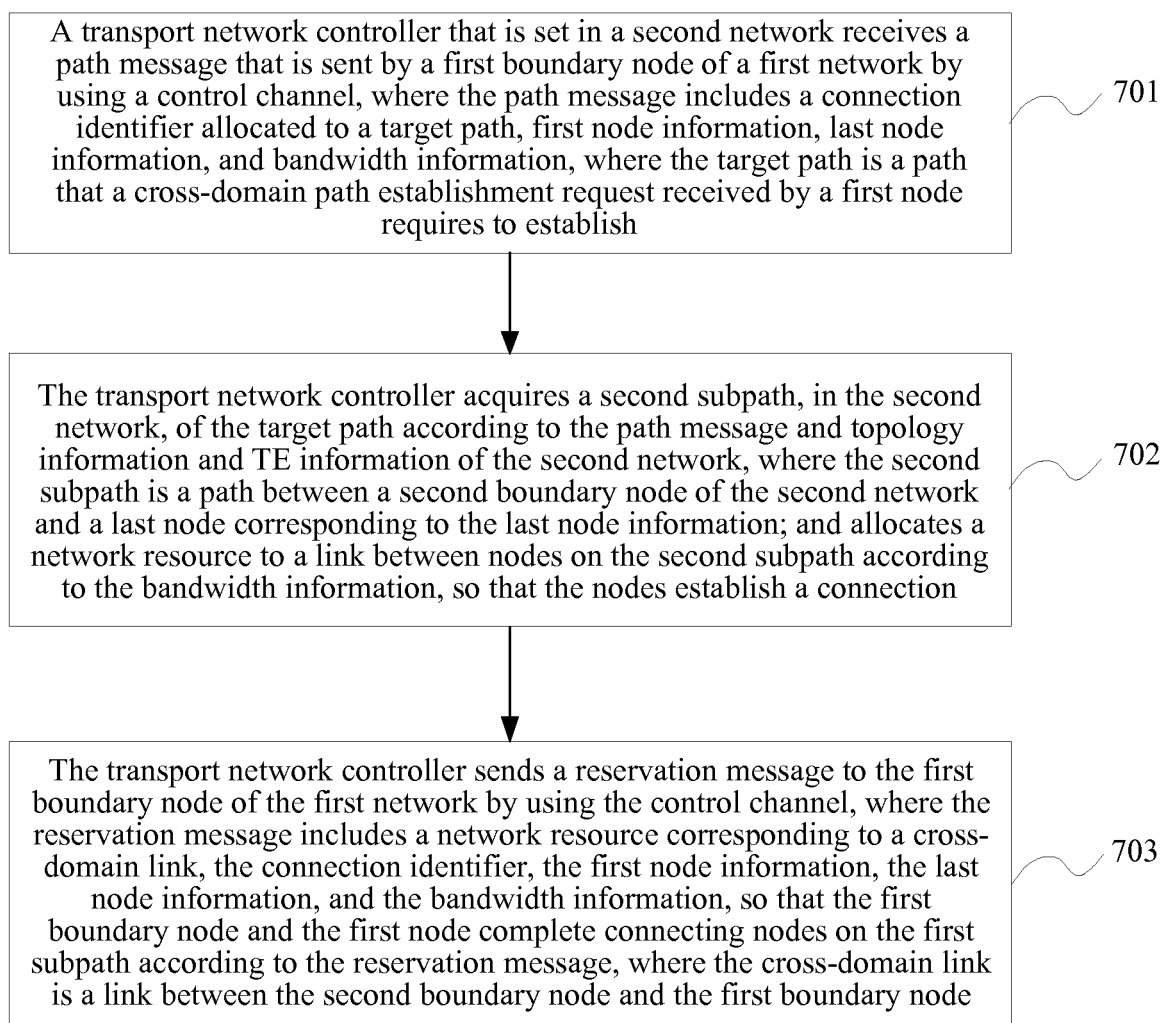 A transport network controller that is set in a second network receives a
path message that is sent by a first boundary node of a first network by
using a control channel, where the path message includes a connection
identifier allocated to a target path, first node information, last node
information, and bandwidth information, where the target path is a path
that a cross-domain path establishment request received by a first node
requires to establish
701
The transport network controller acquires a second subpath, in the second
network, of the target path according to the path message and topology
information and TE information of the second network, where the second
subpath is a path between a second boundary node of the second network
and a last node corresponding to the last node information; and allocates a
network resource to a link between nodes on the second subpath according
to the bandwidth information, so that the nodes establish a connection
702
The transport network controller sends a reservation message to the first
boundary node of the first network by using the control channel, where the
reservation message includes a network resource corresponding to a cross-
domain link, the connection identifier, the first node information, the last
node information, and the bandwidth information, so that the first
boundary node and the first node complete connecting nodes on the first
subpath according to the reservation message, where the cross-domain link
is a link between the second boundary node and the first boundary node
703